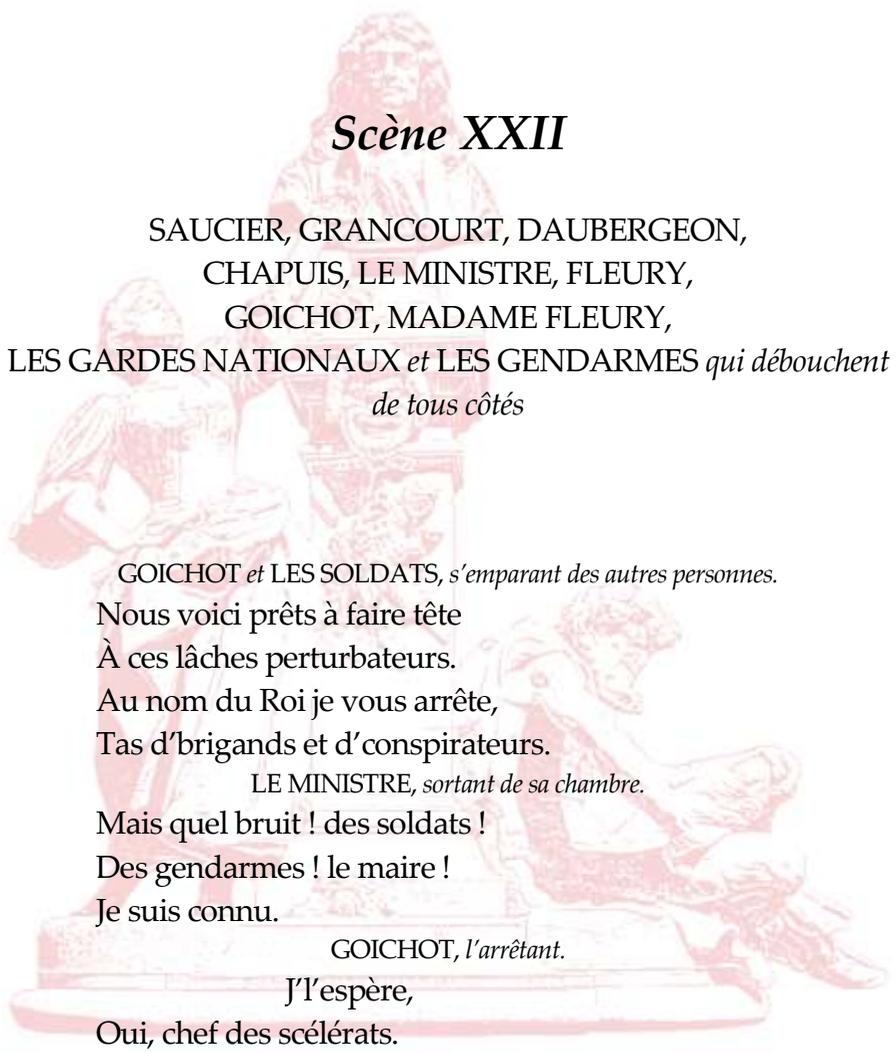 Scène XXII
SAUCIER, GRANCOURT, DAUBERGEON,
CHAPUIS, LE MINISTRE, FLEURY,
GOICHOT, MADAME FLEURY,
LES GARDES NATIONAUX et LES GENDARMES qui débouchent
de tous côtés
GOICHOT et LES SOLDATS, s’emparant des autres personnes.
Nous voici prêts à faire tête
À ces lâches perturbateurs.
Au nom du Roi je vous arrête,
Tas d’brigands et d’conspirateurs.
LE MINISTRE, sortant de sa chambre.
Mais quel bruit ! des soldats !
Des gendarmes ! le maire !
Je suis connu.
GOICHOT, l’arrêtant.
J’l’espère,
Oui, chef des scélérats.